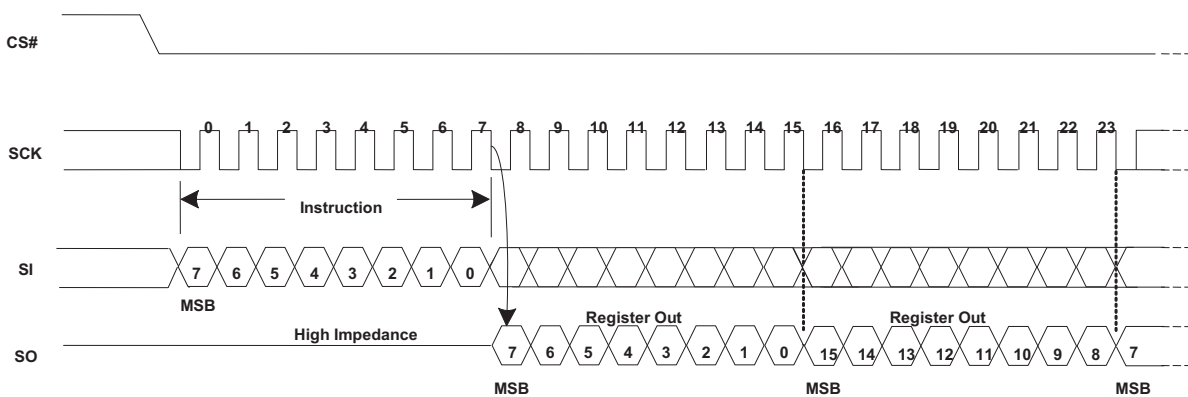 CS#
0 1 2 3 4 5 6 7 8 9 10 11 12 13 14 15 16 17 18 19 20 21 22 23
SCK
Instruction
SI 7 6 5 4 3 2 1 0
MSB
High Impedance Register Out Register Out
SO 7 6 5 4 3 2 1 0 15 14 13 12 11 10 9 8 7
MSB MSB MSB